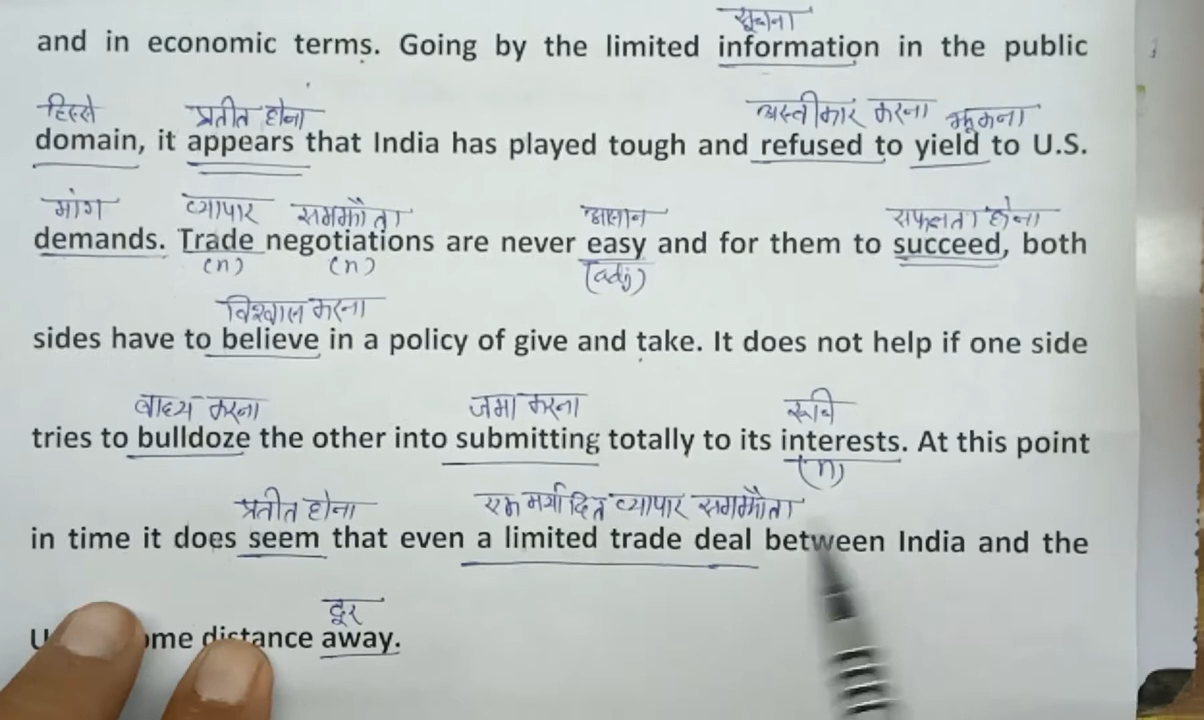 सूचना
and in economic terms. Going by the limited information in the public
हिस्से प्रतीत होना अस्वीकार करना झुकना
domain, it appears that India has played tough and refused to yield to U.S.
मांग व्यापार समझौता आसान सफलता होना
demands. Trade negotiations are never easy and for them to succeed, both
(n) (n) (adj)
विश्वास करना
sides have to believe in a policy of give and take. It does not help if one side
बाध्य करना जमा करना रूचि
tries to bulldoze the other into submitting totally to its interests. At this point
(n)
प्रतीत होना एक मर्यादित व्यापार समझौता
in time it does seem that even a limited trade deal between India and the
दूर
distance away.